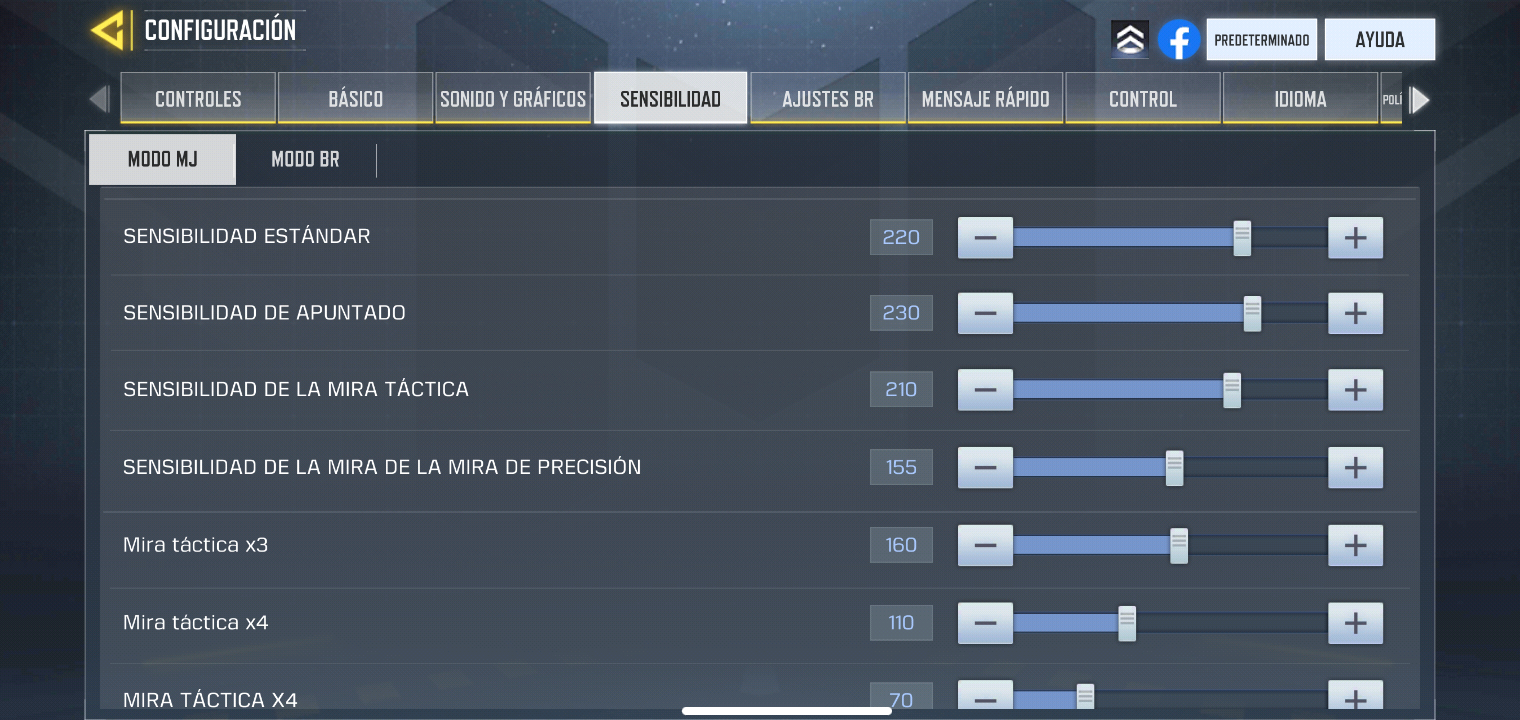 CONFIGURACIÓN
PREDETERMINADO
AYUDA
CONTROLES
BÁSICO
SONIDO Y GRÁFICOS
SENSIBILIDAD
AJUSTES BR
MENSAJE RÁPIDO
CONTROL
IDIOMA
POLÍ
MODO MJ
MODO BR
SENSIBILIDAD ESTÁNDAR 220
SENSIBILIDAD DE APUNTADO 230
SENSIBILIDAD DE LA MIRA TÁCTICA 210
SENSIBILIDAD DE LA MIRA DE LA MIRA DE PRECISIÓN 155
Mira táctica x3 160
Mira táctica x4 110
MIRA TÁCTICA X4 70